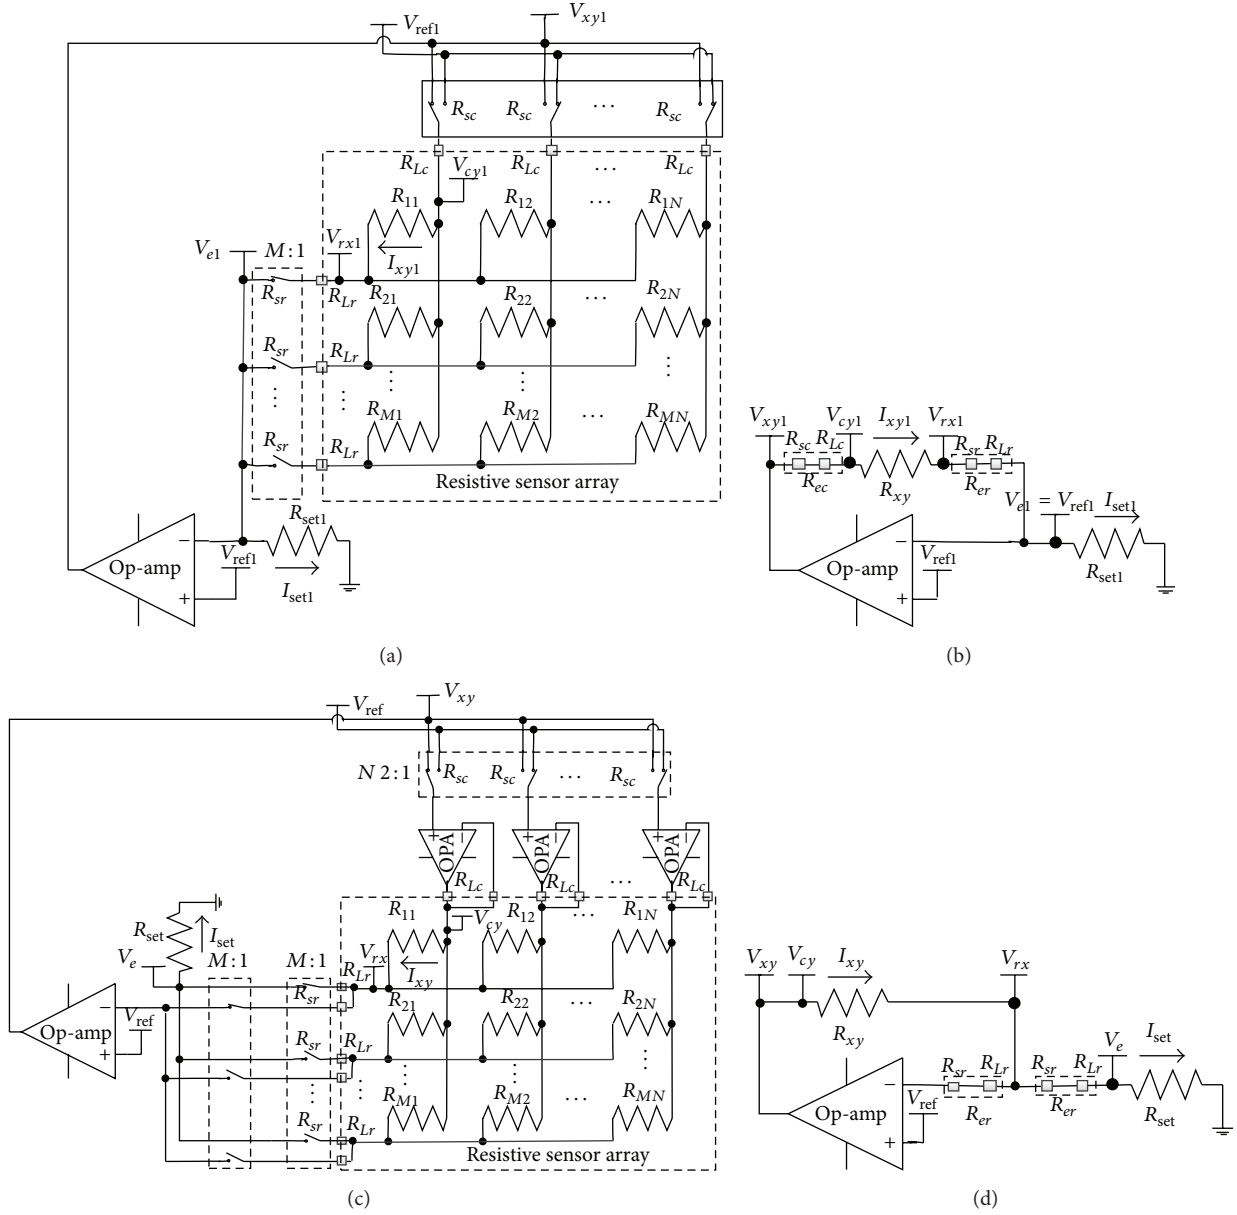 V_xy1
V_ref1
R_sc R_sc ... R_sc
R_Lc R_Lc ... R_Lc
V_cy1
R_11 R_12 ... R_1N
V_rx1
V_e1 M:1
I_xy1
R_sr R_Lr R_21 R_22 ... R_2N
R_sr R_Lr
R_M1 R_M2 ... R_MN
R_sr R_Lr
Resistive sensor array
R_set1
−
V_ref1
Op-amp
+
I_set1
(a)
V_xy1 V_cy1 I_xy1 V_rx1
R_sc R_Lc R_sr R_Lr
R_ec R_xy R_er
V_e1 = V_ref1 I_set1
−
V_ref1
Op-amp
R_set1
+
(b)
V_xy
V_ref
N 2:1
R_sc R_sc ... R_sc
+ − + − + −
OPA OPA OPA
R_Lc R_Lc ... R_Lc
R_11 V_cy R_12 ... R_1N
R_set I_set
V_e M:1 M:1 R_Lr V_rx I_xy
R_sr
−
V_ref
Op-amp
+
R_21 R_22 ... R_2N
R_sr R_Lr
R_M1 R_M2 ... R_MN
R_sr R_Lr
Resistive sensor array
(c)
V_xy V_cy I_xy V_rx
R_xy
V_e I_set
R_sr R_Lr R_sr R_Lr
−
V_ref R_er R_er
Op-amp
R_set
+
(d)